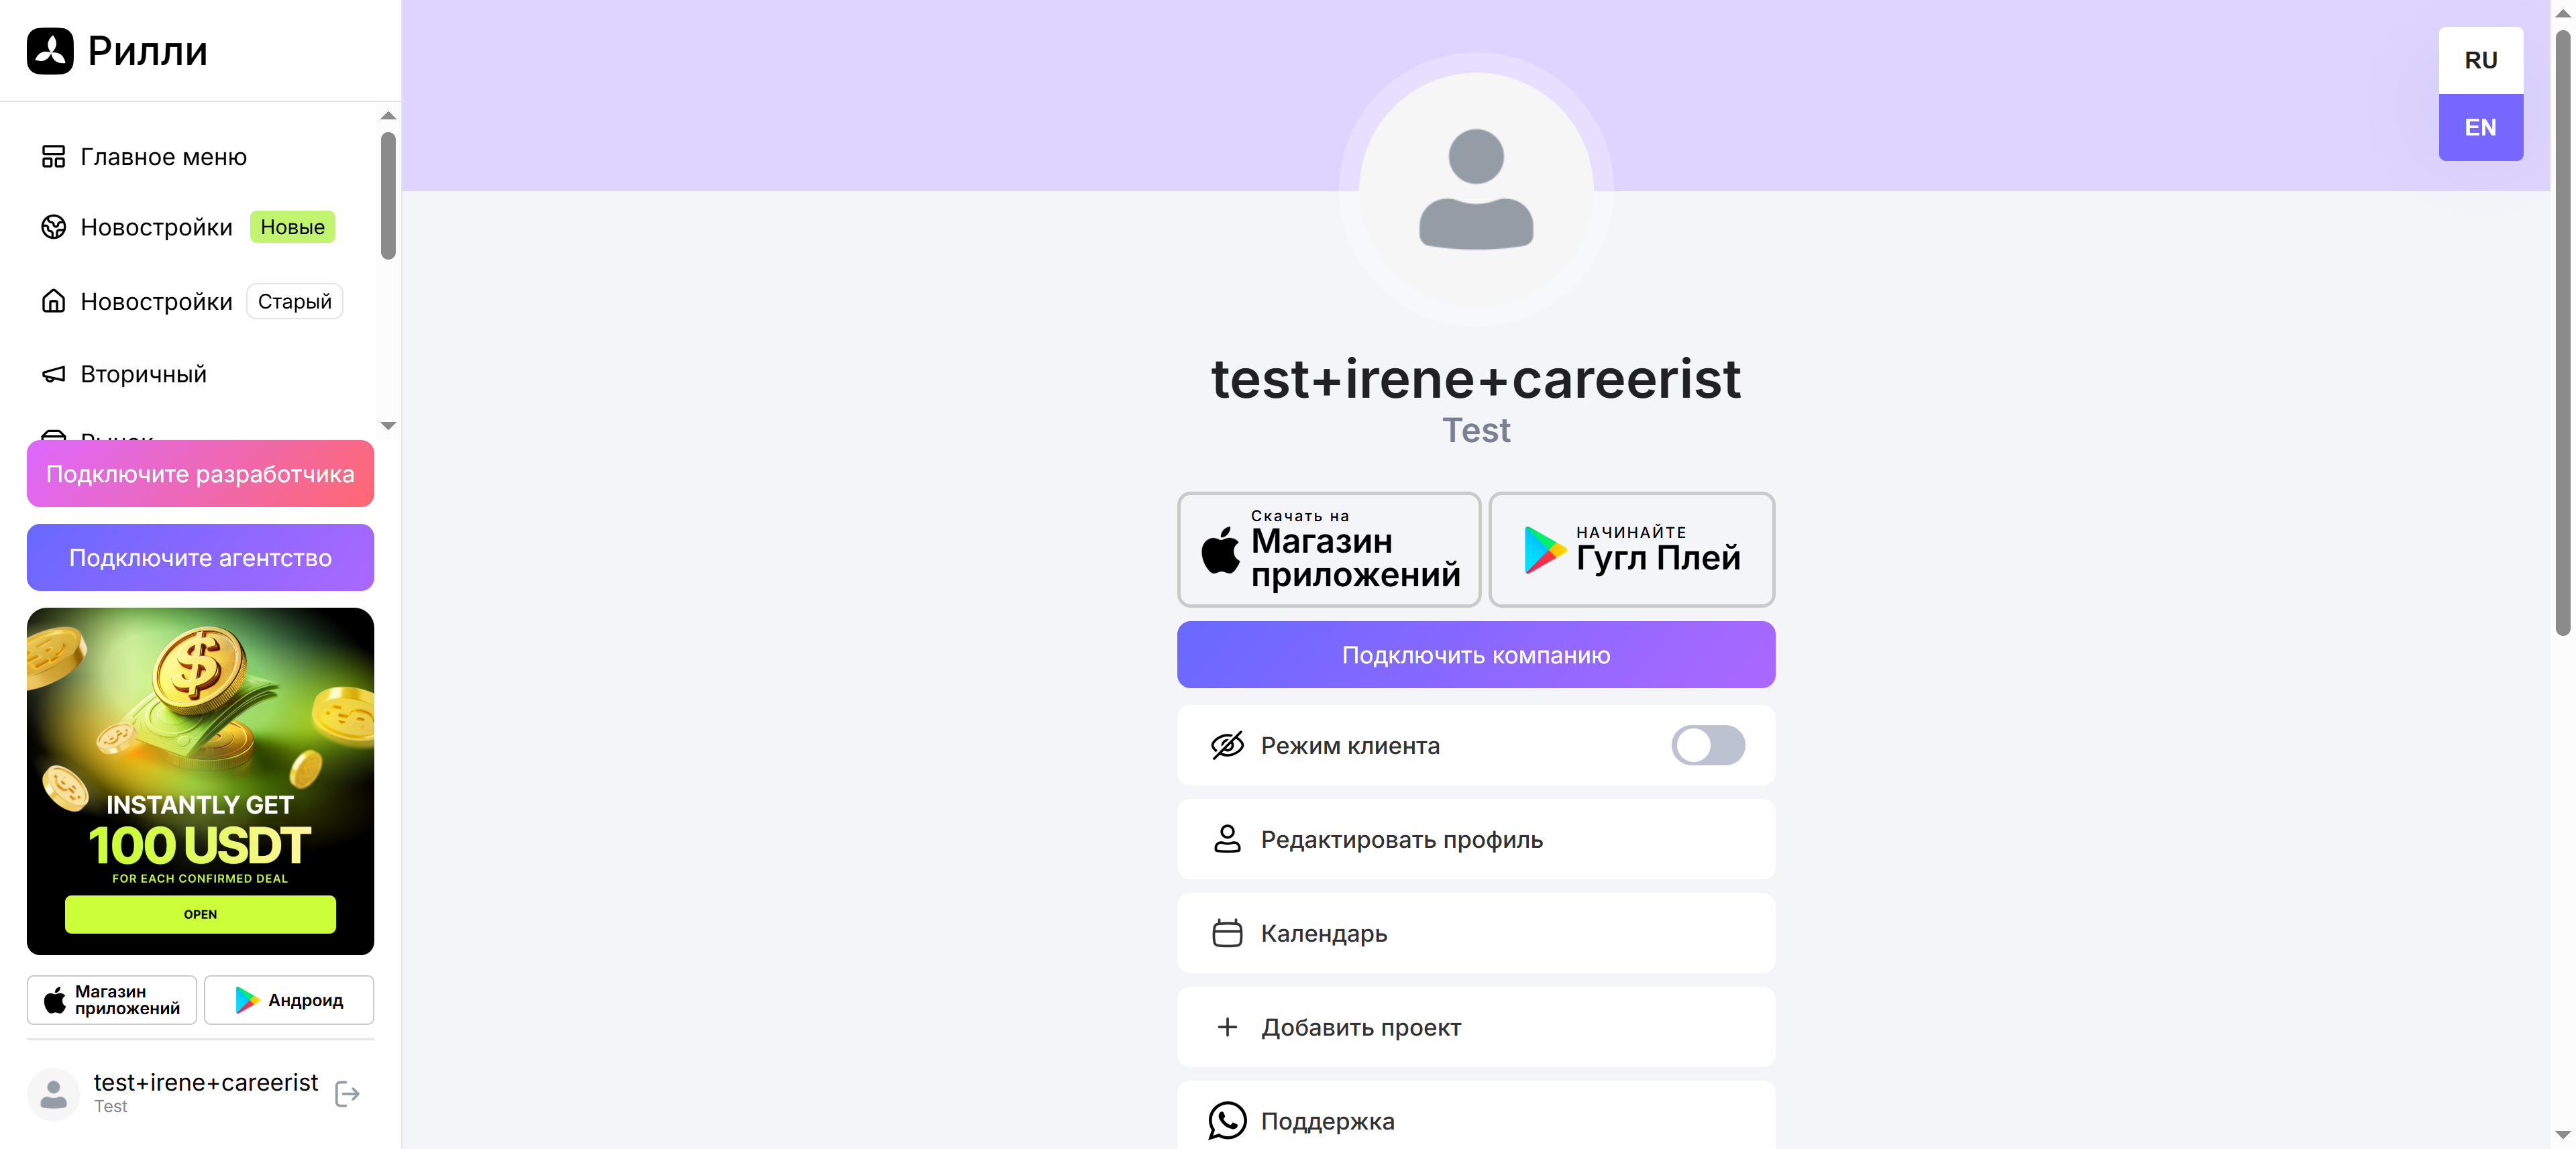 Рилли
Главное меню
Новостройки Новые
Новостройки Старый
Вторичный
Рынок
Подключите разработчика
Подключите агентство
INSTANTLY GET
100 USDT
FOR EACH CONFIRMED DEAL
OPEN
Магазин
приложений
Андроид
test+irene+careerist
Test
RU
EN
test+irene+careerist
Test
Скачать на
Магазин
приложений
НАЧИНАЙТЕ
Гугл Плей
Подключить компанию
Режим клиента
Редактировать профиль
Календарь
Добавить проект
Поддержка